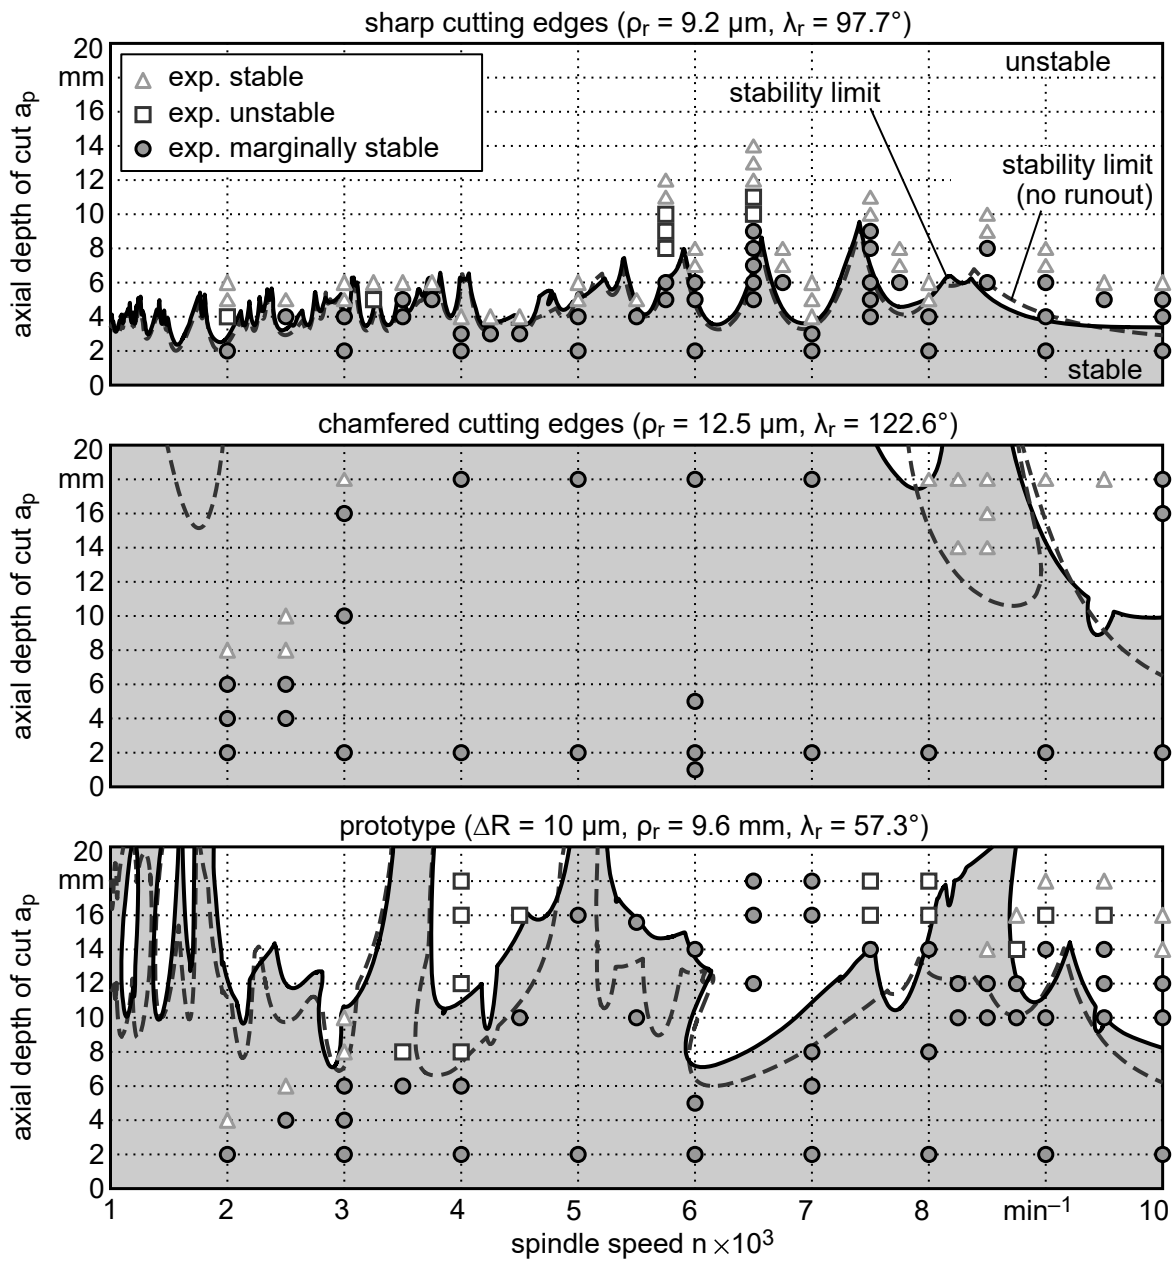 sharp cutting edges (ρr = 9.2 µm, λr = 97.7°)
20
mm
16
14
12
10
8
6
4
2
0
axial depth of cut ap
exp. stable
exp. unstable
exp. marginally stable
unstable
stability limit
stability limit
(no runout)
stable
chamfered cutting edges (ρr = 12.5 µm, λr = 122.6°)
20
mm
16
14
12
10
8
6
4
2
0
axial depth of cut ap
prototype (ΔR = 10 µm, ρr = 9.6 mm, λr = 57.3°)
20
mm
16
14
12
10
8
6
4
2
0
axial depth of cut ap
1 2 3 4 5 6 7 8 min⁻¹ 10
spindle speed n ×10³